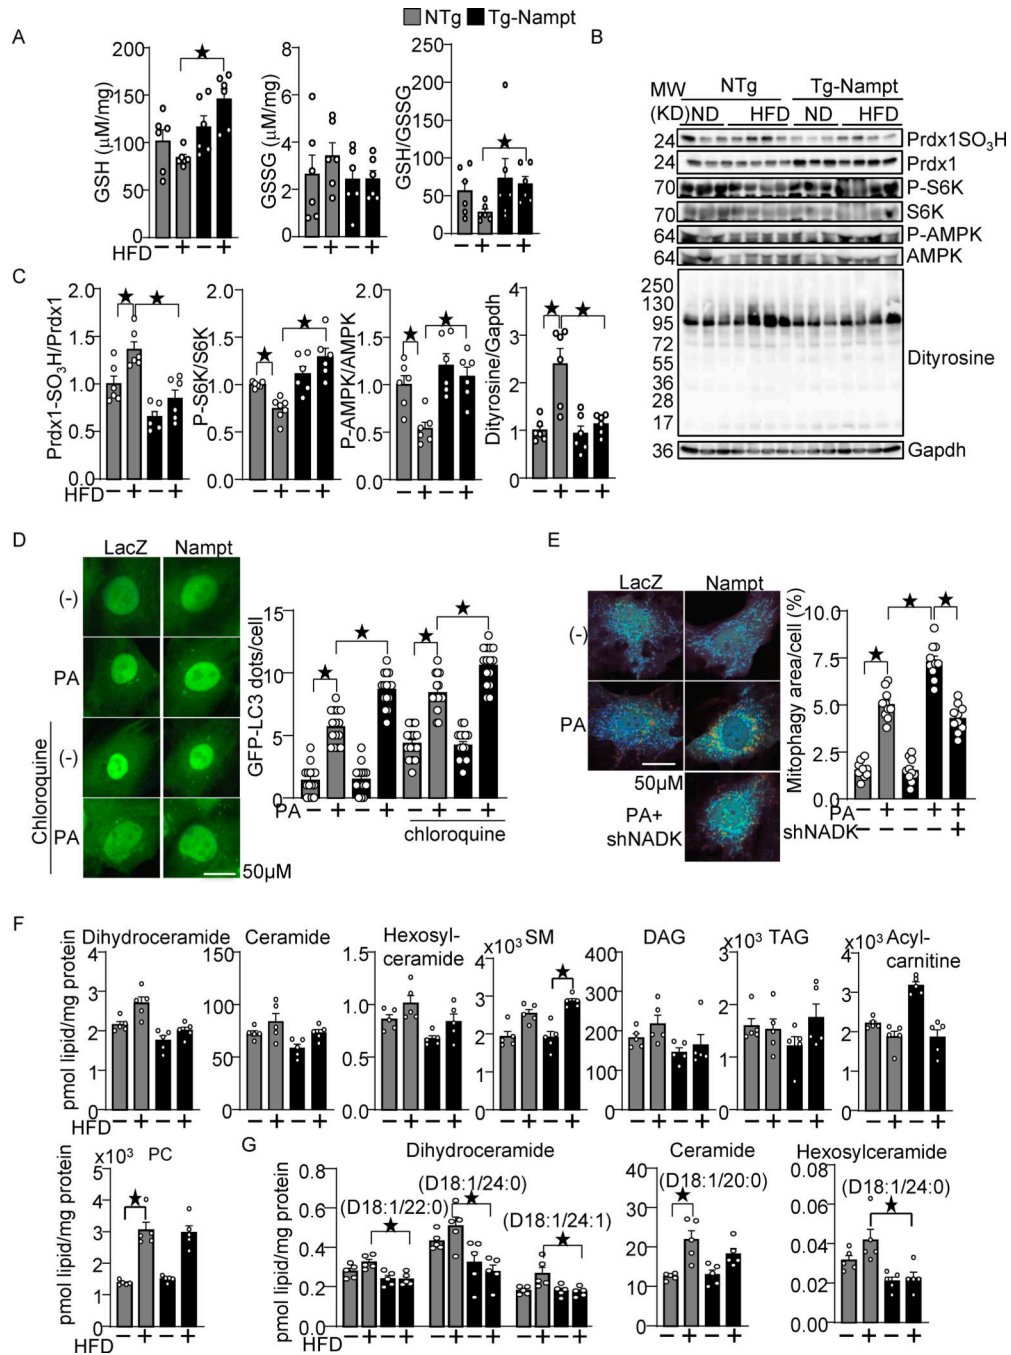 NTg Tg-Nampt
A
GSH (μM/mg)
200
150
100
50
0
HFD − + − +
★
GSSG (μM/mg)
8
6
4
2
0
− + − +
GSH/GSSG
250
200
150
100
50
0
− + − +
★
B
MW NTg Tg-Nampt
(KD) ND HFD ND HFD
24 Prdx1SO₃H
24 Prdx1
70 P-S6K
70 S6K
64 P-AMPK
64 AMPK
250
130
95
72
55
36
28
17
Dityrosine
36 Gapdh
C
Prdx1-SO₃H/Prdx1
2.0
1.5
1.0
0.5
0.0
HFD − + − +
★ ★
P-S6K/S6K
2.0
1.5
1.0
0.5
0.0
− + − +
★ ★
P-AMPK/AMPK
2.0
1.5
1.0
0.5
0.0
− + − +
★ ★
Dityrosine/Gapdh
4
3
2
1
0
− + − +
★ ★
D
LacZ Nampt
(-)
PA
Chloroquine
(-)
PA
50μM
GFP-LC3 dots/cell
15
10
5
0
★ ★ ★ ★
PA − + − + − + − +
chloroquine
E
LacZ Nampt
(-)
PA
50μM
PA+
shNADK
Mitophagy area/cell (%)
10.0
7.5
5.0
2.5
0.0
★ ★ ★
PA − + − + +
shNADK − − − − +
F
pmol lipid/mg protein
Dihydroceramide
4
3
2
1
0
HFD − + − +
Ceramide
150
100
50
0
− + − +
Hexosyl-
ceramide
1.5
1.0
0.5
0.0
− + − +
x10³ SM
4
3
2
1
0
★
− + − +
DAG
400
300
200
100
0
− + − +
x10³ TAG
3
2
1
0
− + − +
x10³ Acyl-
carnitine
4
3
2
1
0
− + − +
pmol lipid/mg protein
x10³ PC
5
4
3
2
1
0
★
HFD − + − +
G
pmol lipid/mg protein
Dihydroceramide
(D18:1/22:0)
(D18:1/24:0)
(D18:1/24:1)
0.8
0.6
0.4
0.2
0.0
★ ★ ★
HFD − + − + − + − + − + − +
Ceramide
(D18:1/20:0)
40
30
20
10
0
★
− + − +
Hexosylceramide
(D18:1/24:0)
0.08
0.06
0.04
0.02
0.00
★
− + − +